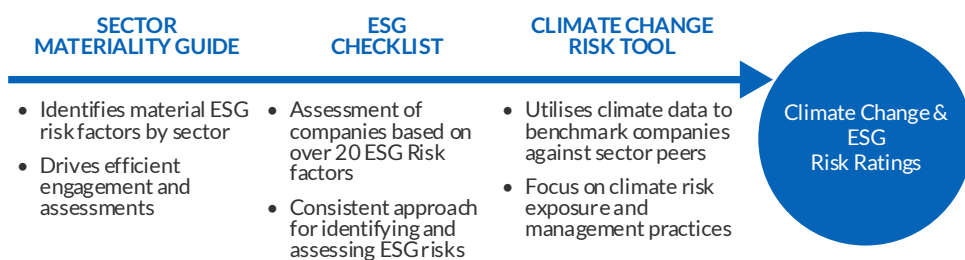 SECTOR
MATERIALITY GUIDE
• Identifies material ESG
risk factors by sector
• Drives efficient
engagement and
assessments
ESG
CHECKLIST
• Assessment of
companies based on
over 20 ESG Risk
factors
• Consistent approach
for identifying and
assessing ESG risks
CLIMATE CHANGE
RISK TOOL
• Utilises climate data to
benchmark companies
against sector peers
• Focus on climate risk
exposure and
management practices
Climate Change &
ESG
Risk Ratings